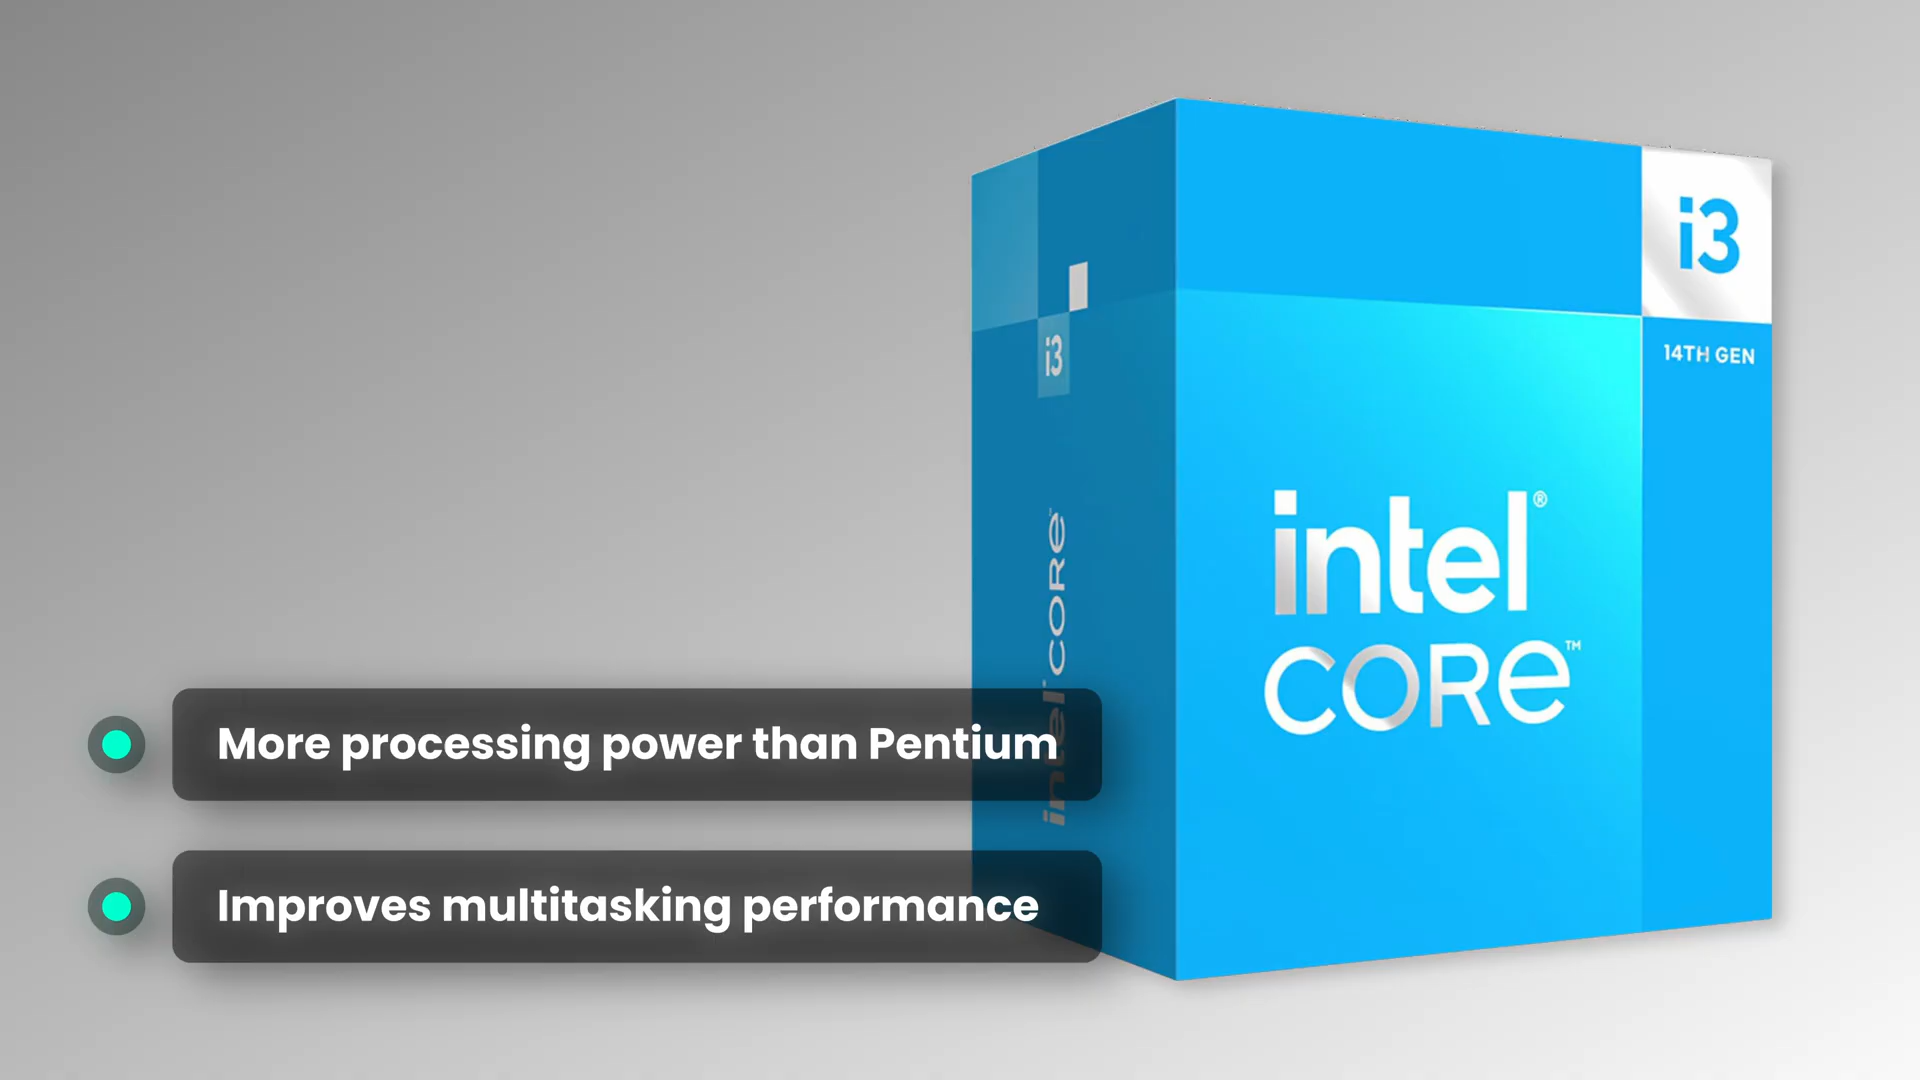 i3
14TH GEN
i3
intel®
CORE™
intel CORE
More processing power than Pentium
Improves multitasking performance